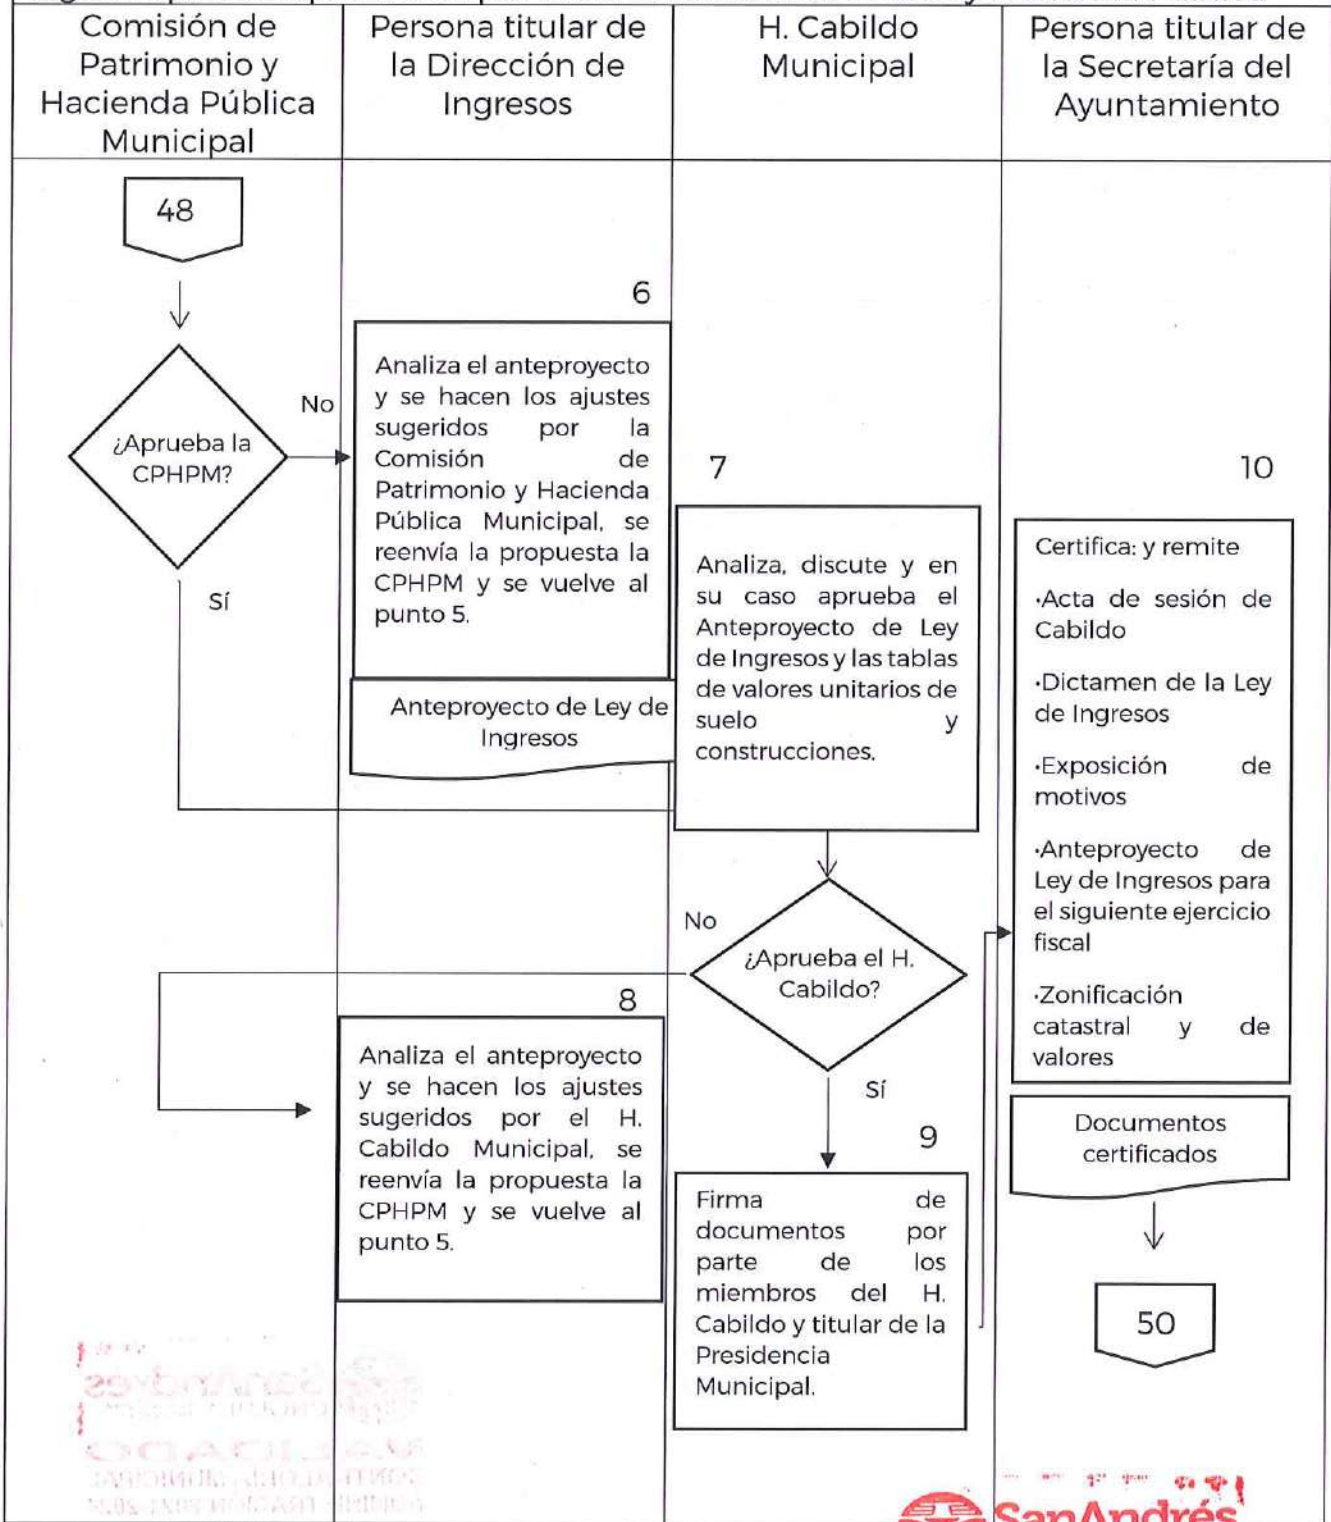 Comisión de
Patrimonio y
Hacienda Pública
Municipal
Persona titular de
la Dirección de
Ingresos
H. Cabildo
Municipal
Persona titular de
la Secretaría del
Ayuntamiento
48
¿Aprueba la
CPHPM?
No
Sí
6
Analiza el anteproyecto
y se hacen los ajustes
sugeridos por la
Comisión de
Patrimonio y Hacienda
Pública Municipal, se
reenvía la propuesta la
CPHPM y se vuelve al
punto 5.
Anteproyecto de Ley de
Ingresos
7
Analiza, discute y en
su caso aprueba el
Anteproyecto de Ley
de Ingresos y las tablas
de valores unitarios de
suelo y
construcciones.
No
¿Aprueba el H.
Cabildo?
Sí
8
Analiza el anteproyecto
y se hacen los ajustes
sugeridos por el H.
Cabildo Municipal, se
reenvía la propuesta la
CPHPM y se vuelve al
punto 5.
9
Firma de
documentos por
parte de los
miembros del H.
Cabildo y titular de la
Presidencia
Municipal.
10
Certifica: y remite
·Acta de sesión de
Cabildo
·Dictamen de la Ley
de Ingresos
·Exposición de
motivos
·Anteproyecto de
Ley de Ingresos para
el siguiente ejercicio
fiscal
·Zonificación
catastral y de
valores
Documentos
certificados
50
SanAndrés